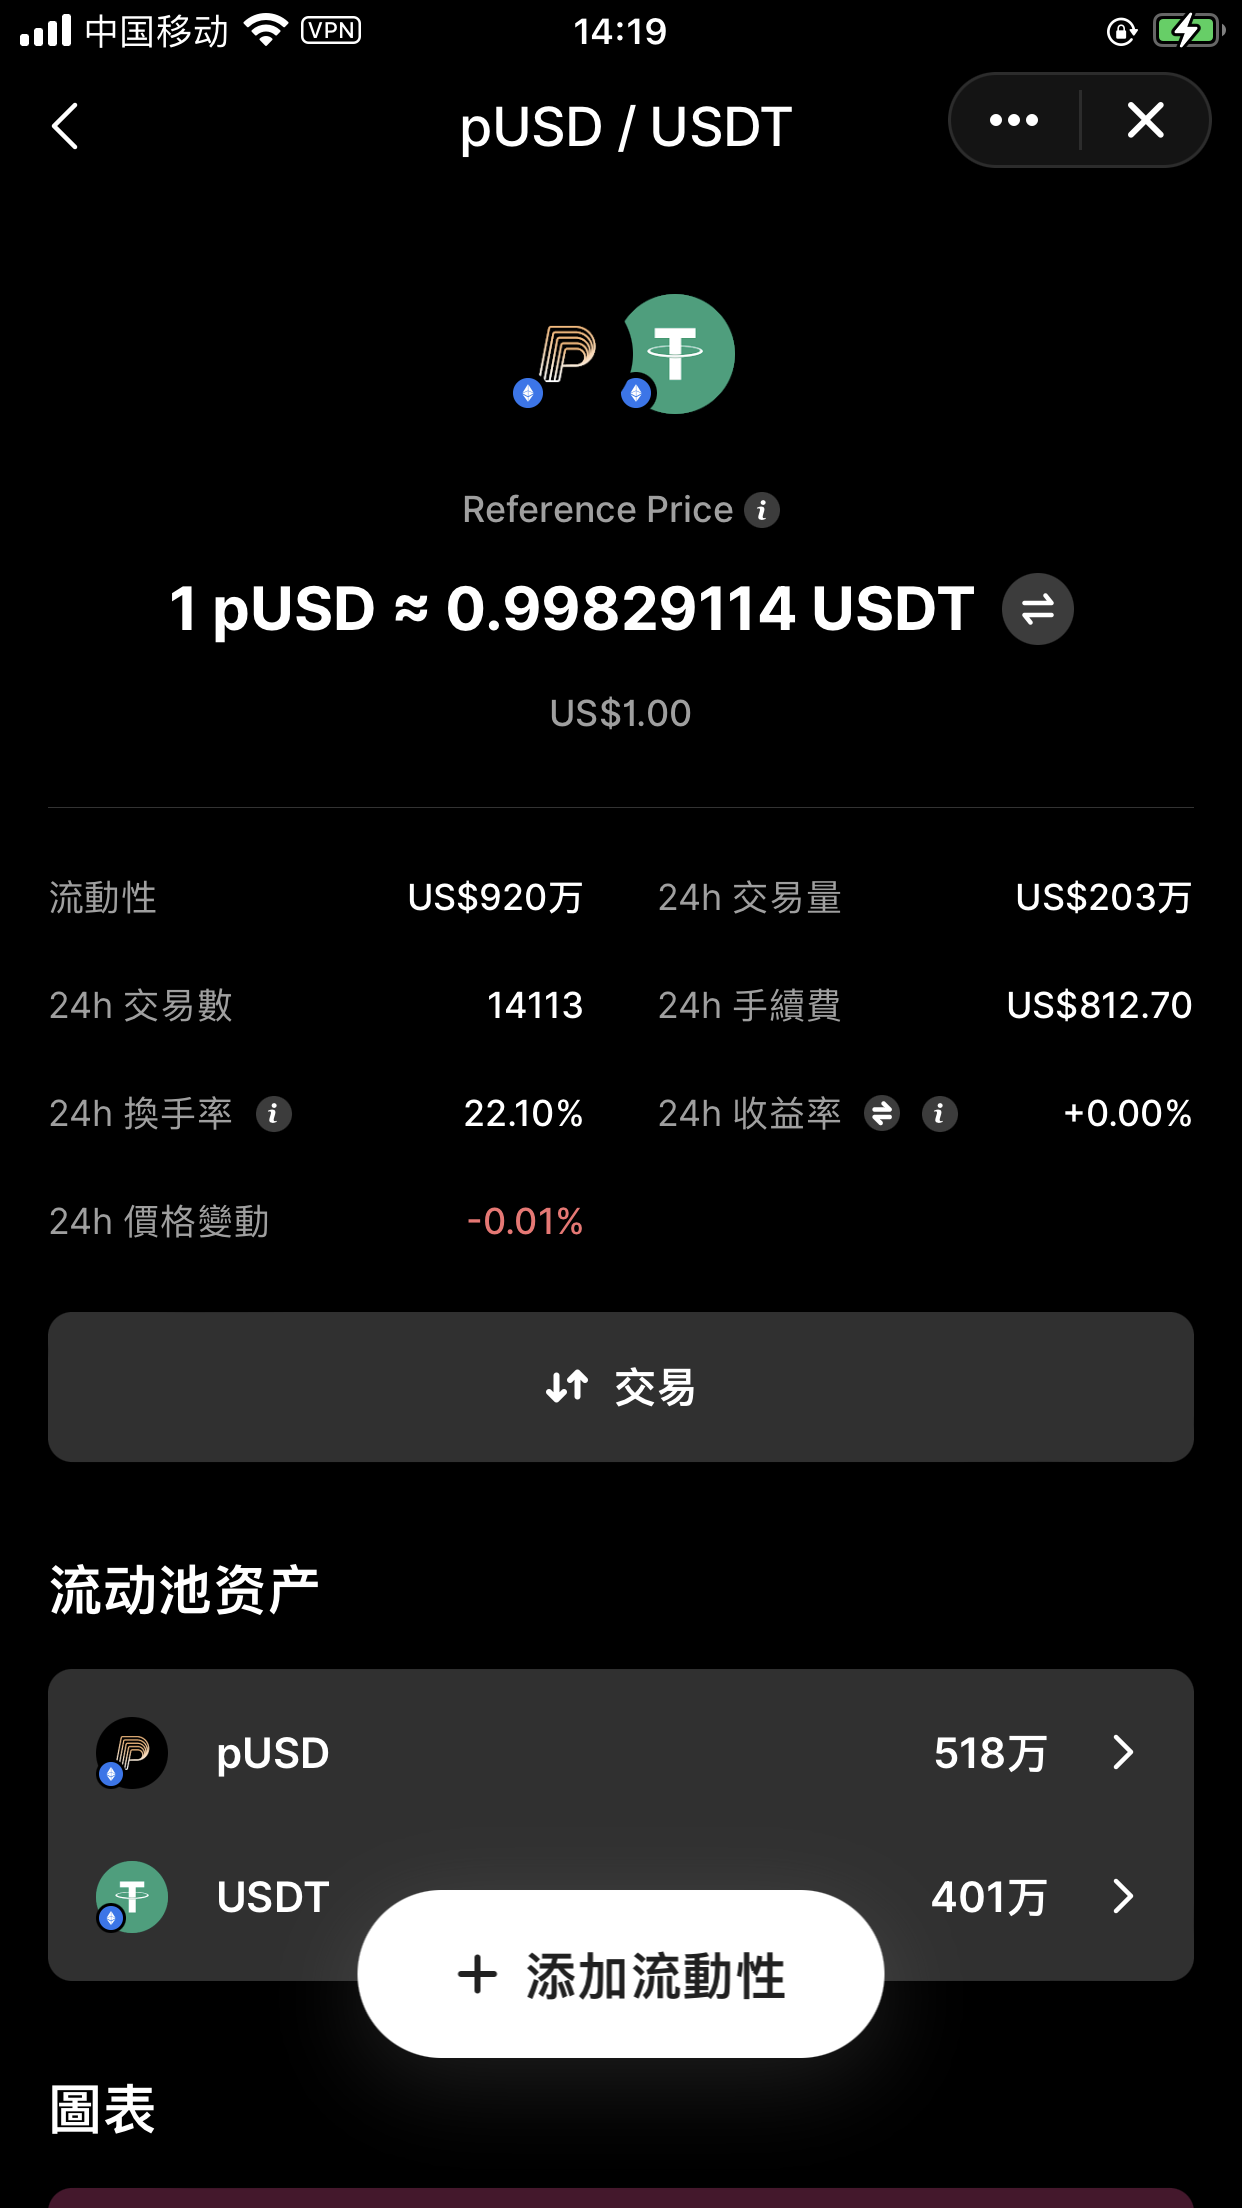 中国移动 VPN 14:19
pUSD / USDT
Reference Price
1 pUSD ≈ 0.99829114 USDT
US$1.00
流動性 US$920万 24h 交易量 US$203万
24h 交易數 14113 24h 手續費 US$812.70
24h 換手率 22.10% 24h 收益率 +0.00%
24h 價格變動 -0.01%
交易
流动池资产
pUSD 518万
USDT 401万
+ 添加流動性
圖表